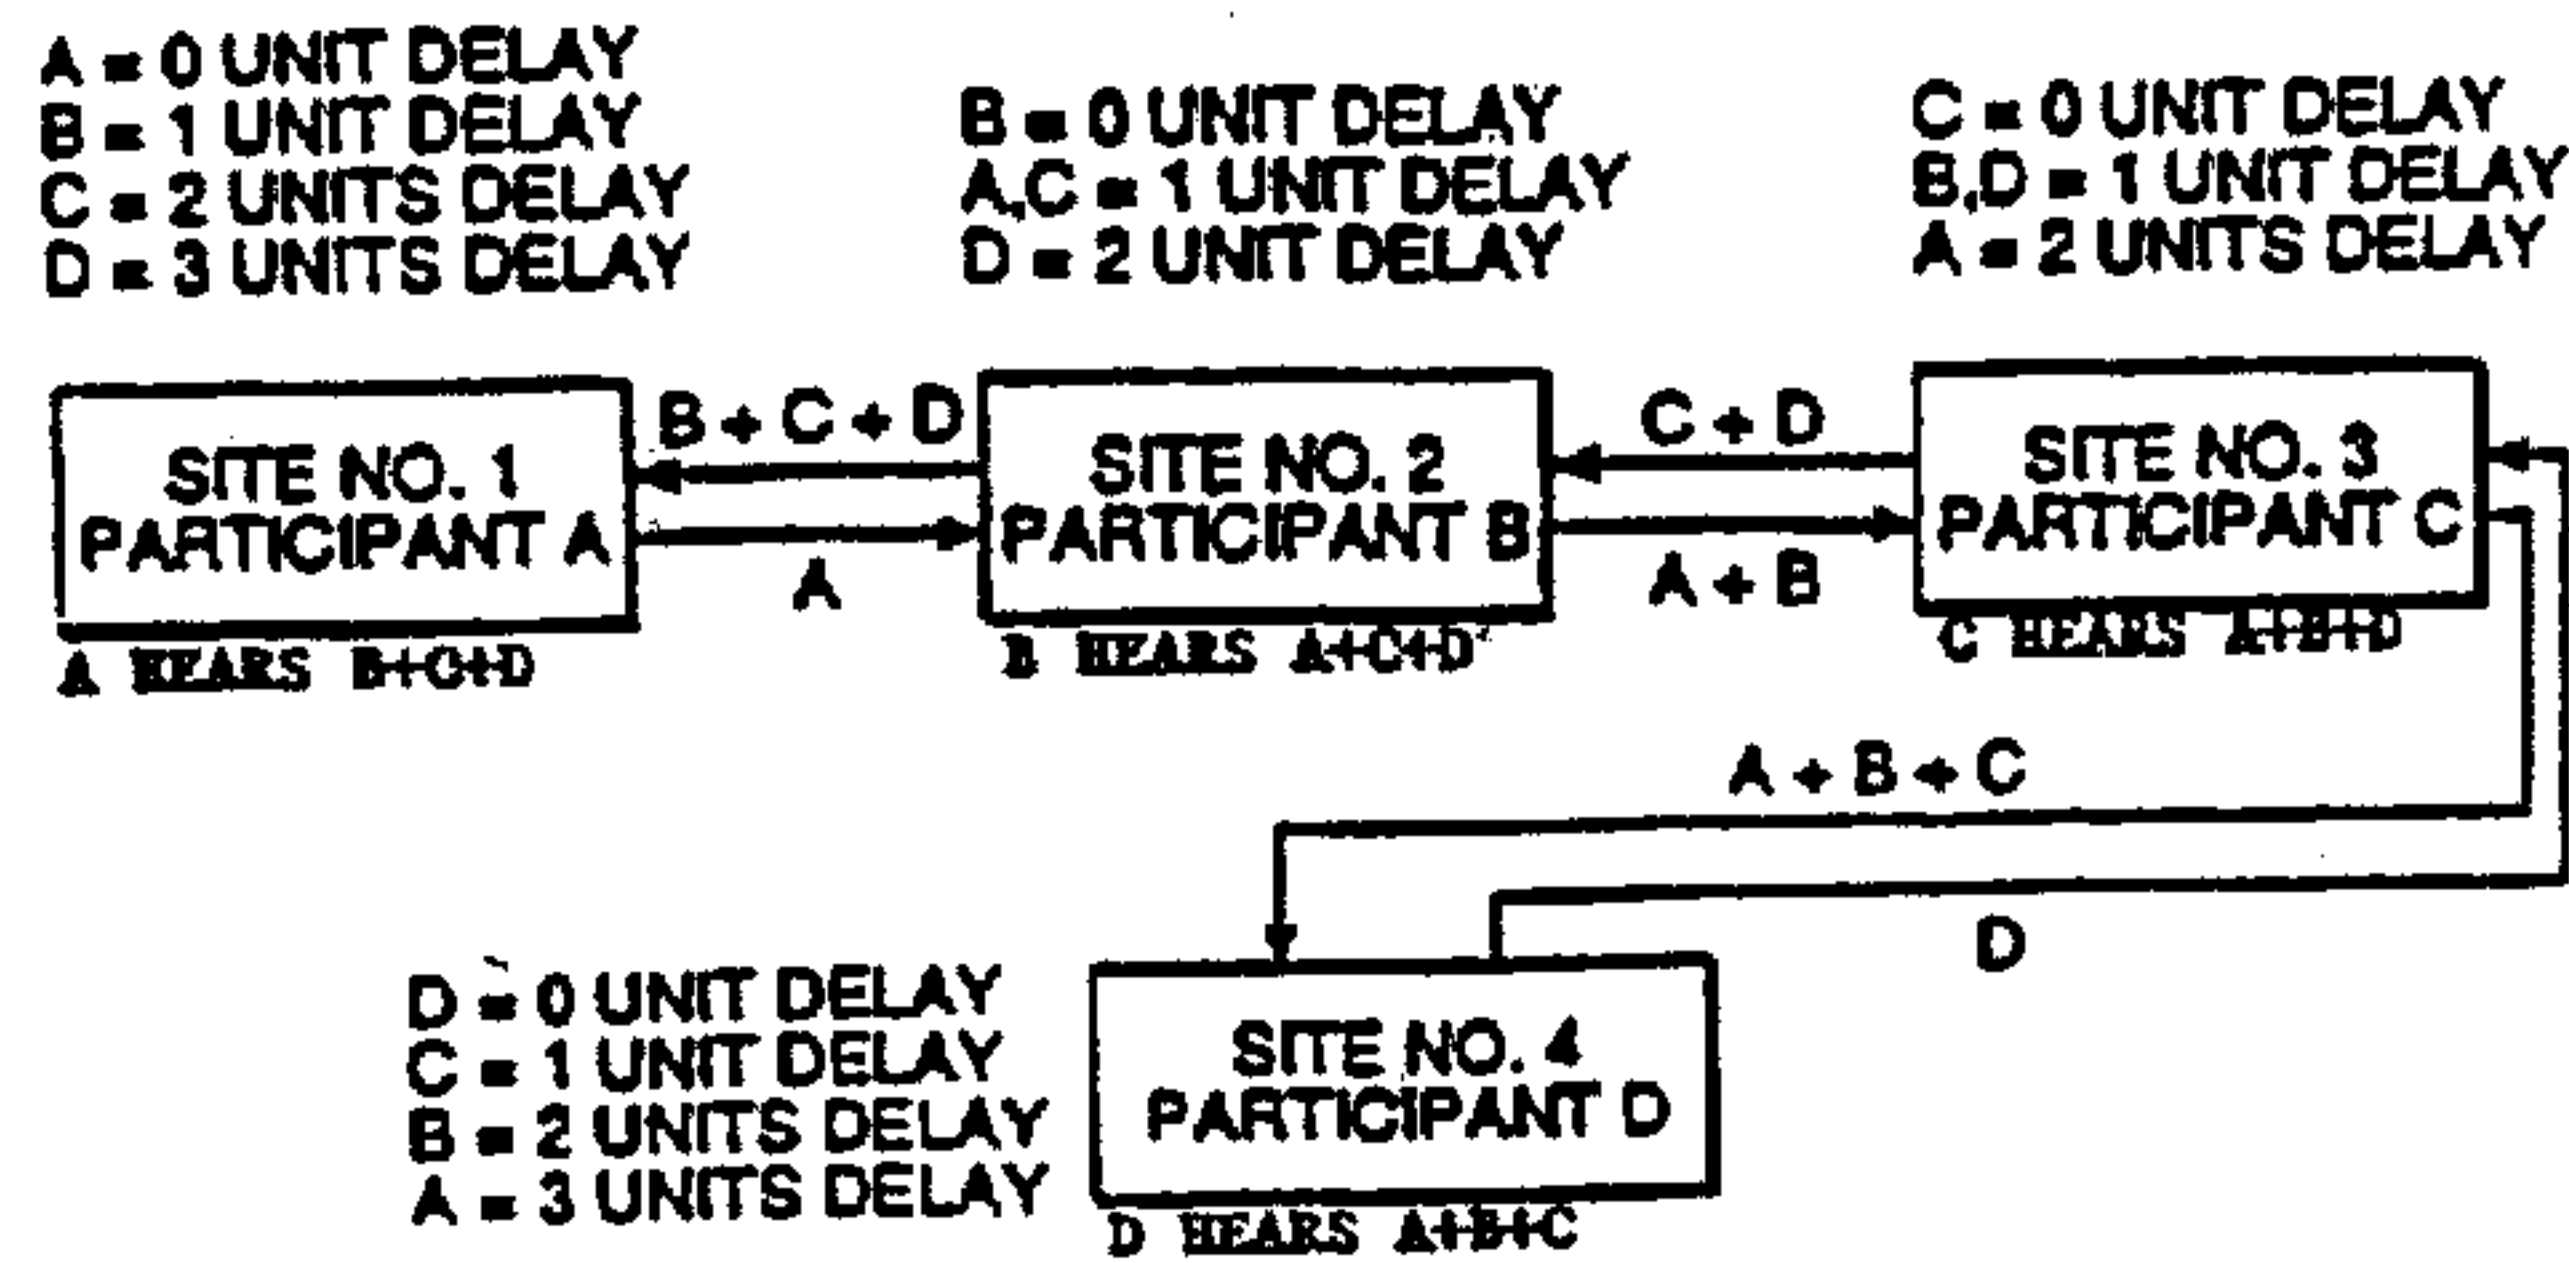 A = 0 UNIT DELAY
B = 1 UNIT DELAY
C = 2 UNITS DELAY
D = 3 UNITS DELAY
B = 0 UNIT DELAY
A,C = 1 UNIT DELAY
D = 2 UNIT DELAY
C = 0 UNIT DELAY
B,D = 1 UNIT DELAY
A = 2 UNITS DELAY
SITE NO. 1
PARTICIPANT A
A HEARS B+C+D
B + C + D
A
SITE NO. 2
PARTICIPANT B
B HEARS A+C+D
C + D
A + B
SITE NO. 3
PARTICIPANT C
C HEARS A+B+D
A + B + C
D
D = 0 UNIT DELAY
C = 1 UNIT DELAY
B = 2 UNITS DELAY
A = 3 UNITS DELAY
SITE NO. 4
PARTICIPANT D
D HEARS A+B+C